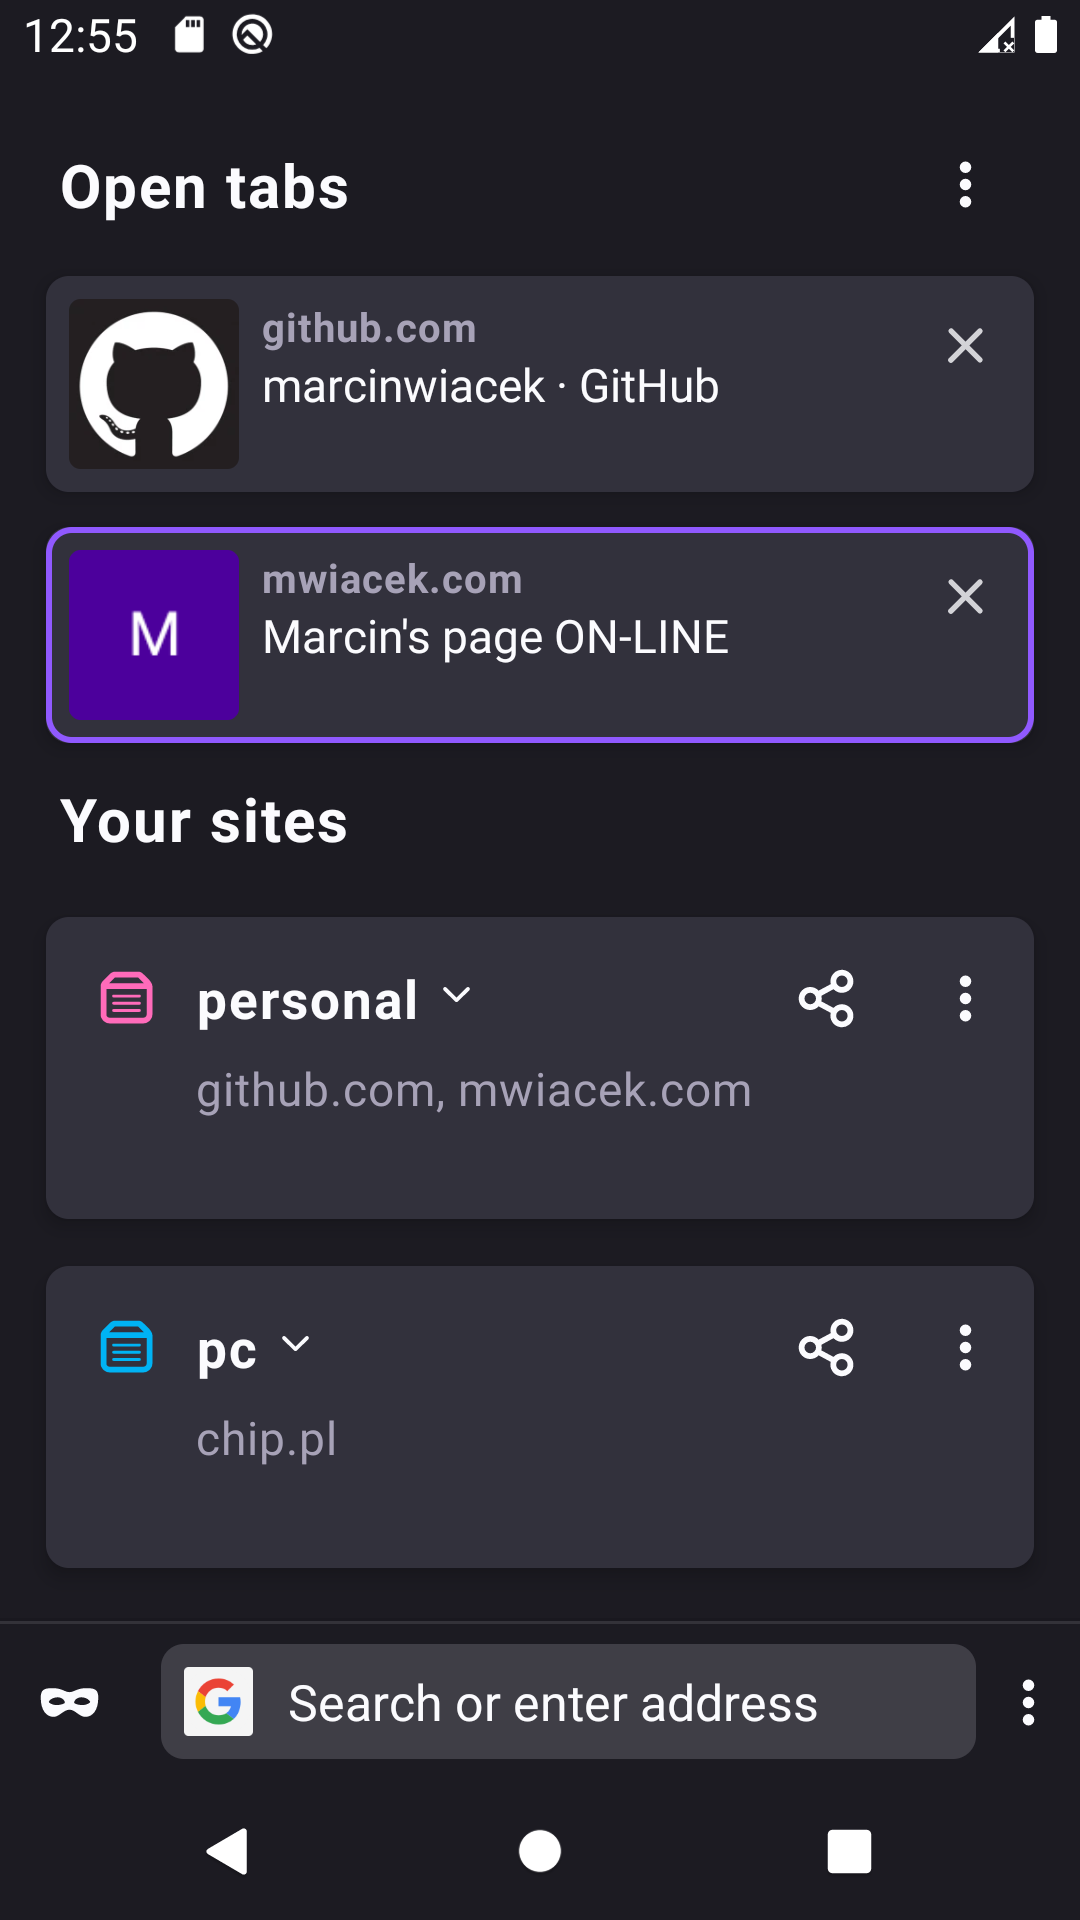 12:55
Open tabs
github.com
marcinwiacek · GitHub
M
mwiacek.com
Marcin's page ON-LINE
Your sites
personal
github.com, mwiacek.com
pc
chip.pl
Search or enter address